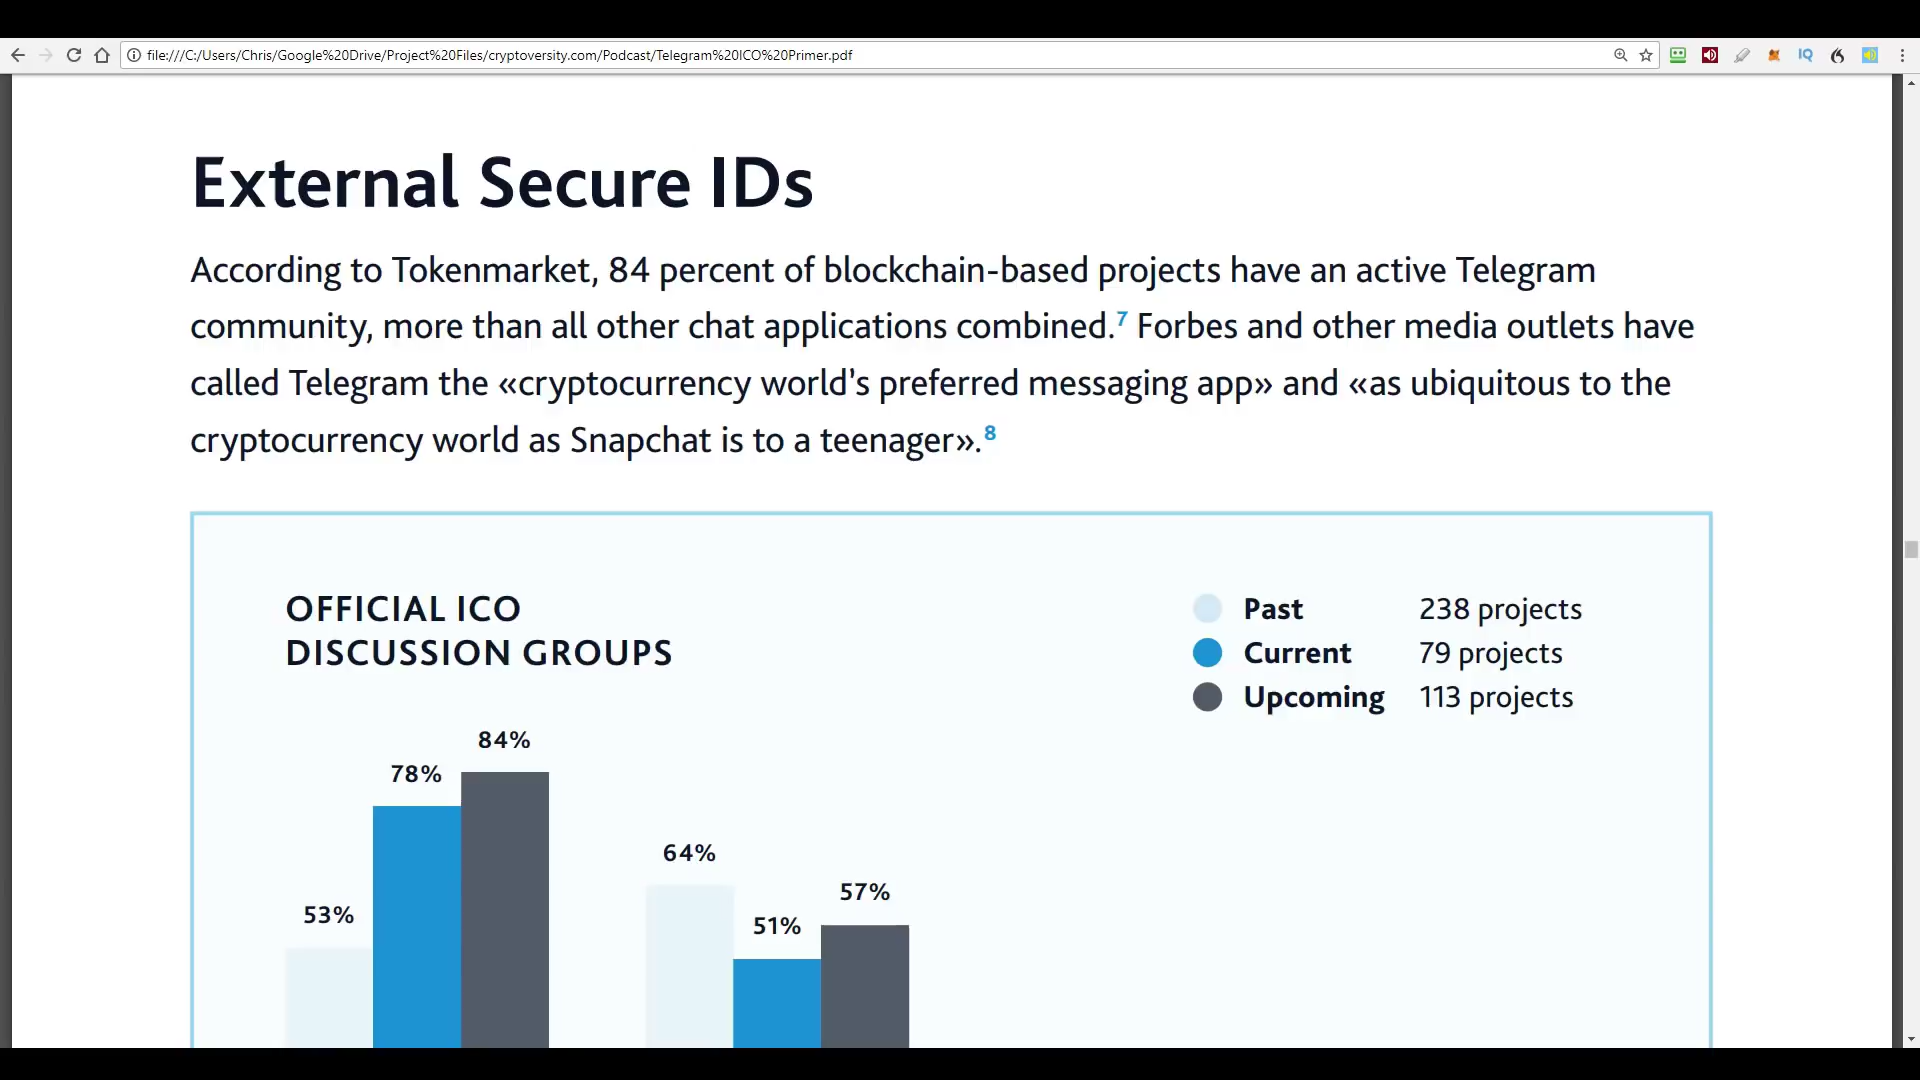 file:///C:/Users/Chris/Google%20Drive/Project%20Files/cryptoversity.com/Podcast/Telegram%20ICO%20Primer.pdf
IQ
External Secure IDs
According to Tokenmarket, 84 percent of blockchain-based projects have an active Telegram
community, more than all other chat applications combined.7 Forbes and other media outlets have
called Telegram the «cryptocurrency world’s preferred messaging app» and «as ubiquitous to the
cryptocurrency world as Snapchat is to a teenager».8
OFFICIAL ICO
DISCUSSION GROUPS
Past 238 projects
Current 79 projects
Upcoming 113 projects
84%
78%
64%
57%
53%
51%